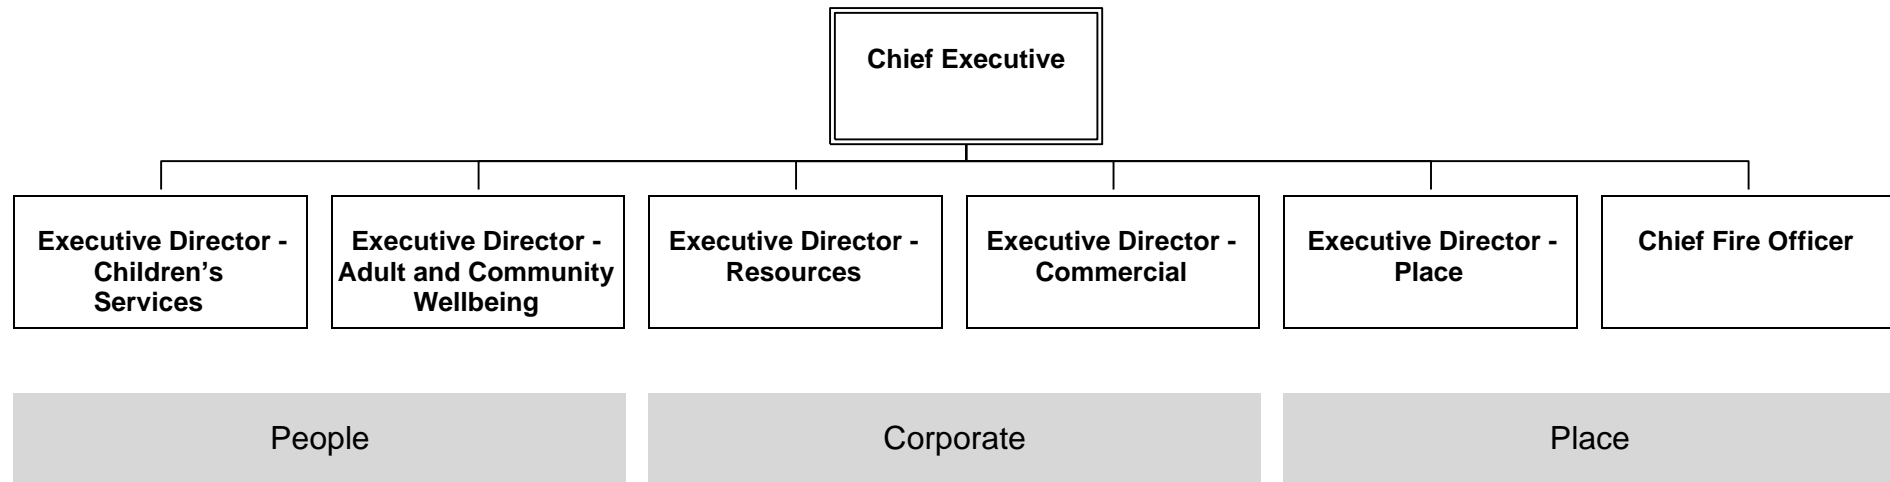 Chief Executive
Executive Director -
Children’s
Services
Executive Director -
Adult and Community
Wellbeing
Executive Director -
Resources
Executive Director -
Commercial
Executive Director -
Place
Chief Fire Officer
People
Corporate
Place